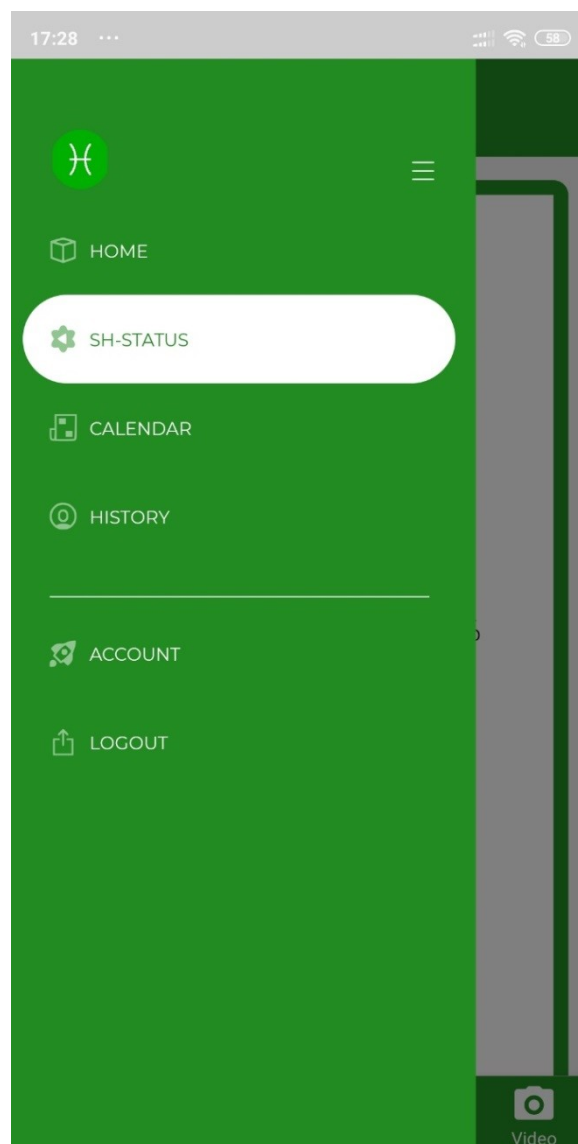 17:28 ...
58
HOME
SH-STATUS
CALENDAR
HISTORY
ACCOUNT
LOGOUT
Video